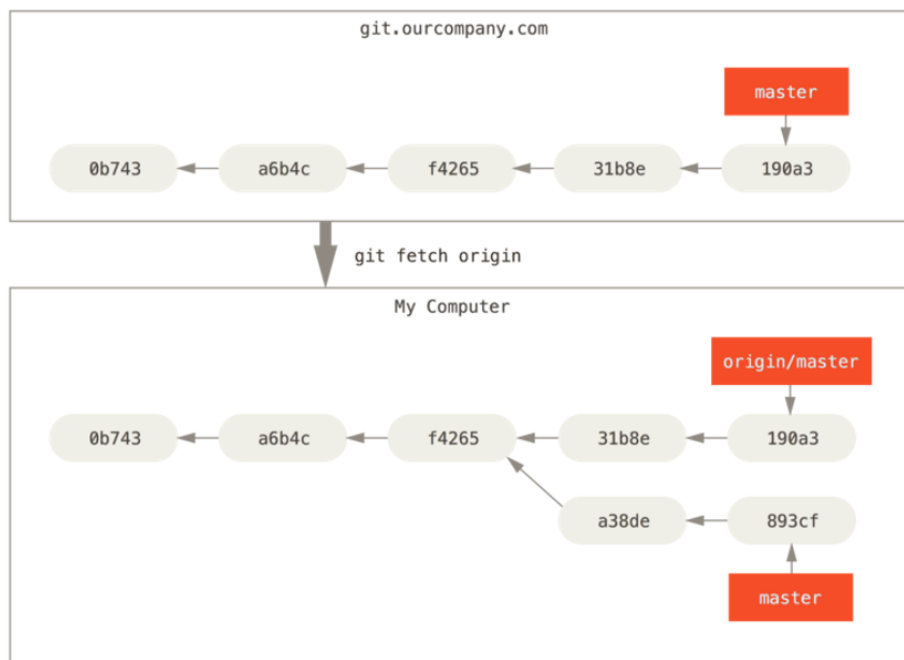 git.ourcompany.com
master
0b743 a6b4c f4265 31b8e 190a3
git fetch origin
My Computer
origin/master
0b743 a6b4c f4265 31b8e 190a3
a38de 893cf
master